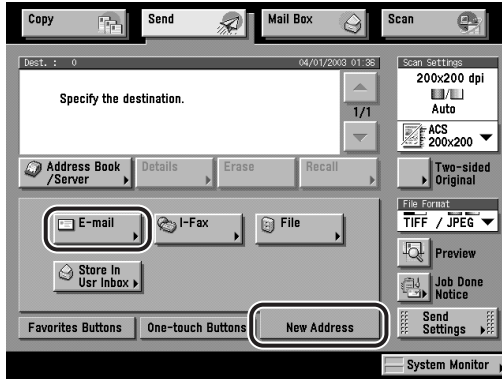 Copy
Send
Mail Box
Scan
Dest. : 0
04/01/2003 01:36
Specify the destination.
1/1
Address Book
/Server
Details
Erase
Recall
E-mail
I-Fax
File
Store In
Usr Inbox
Favorites Buttons
One-touch Buttons
New Address
Scan Settings
200x200 dpi
Auto
ACS
200x200
Two-sided
Original
File Format
TIFF / JPEG
Preview
Job Done
Notice
Send
Settings
System Monitor